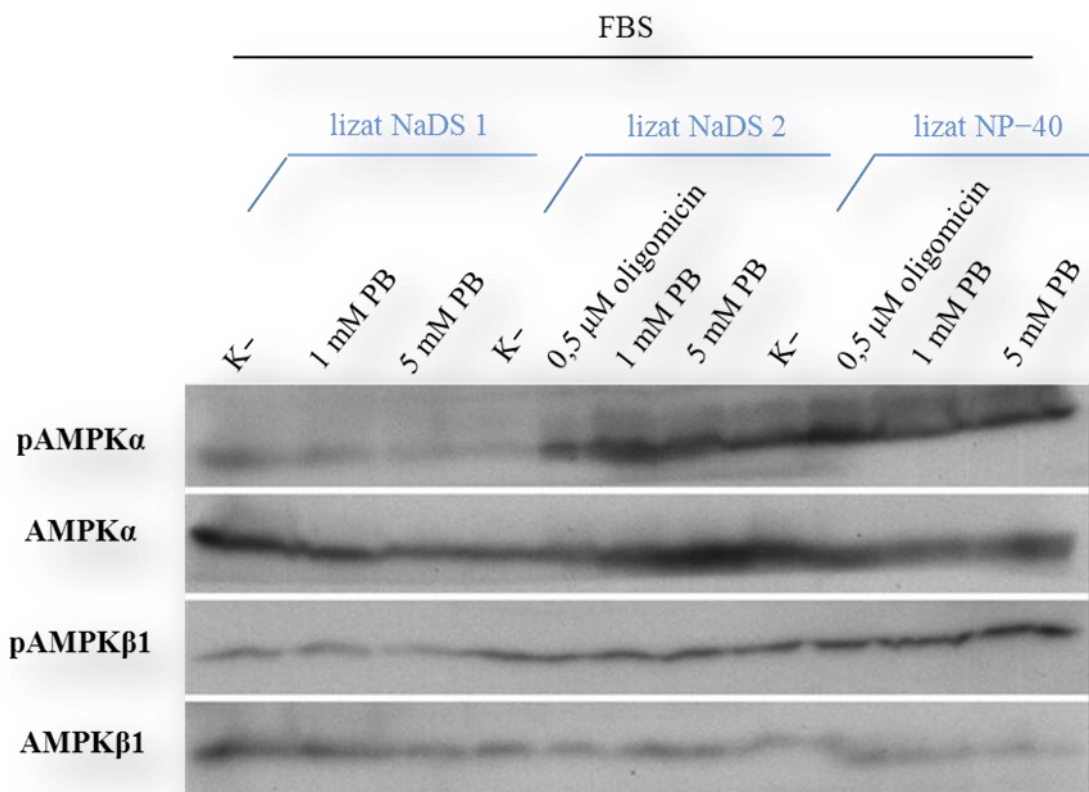 FBS
lizat NaDS 1
lizat NaDS 2
lizat NP−40
K−
1 mM PB
5 mM PB
K−
0,5 µM oligomicin
1 mM PB
5 mM PB
K−
0,5 µM oligomicin
1 mM PB
5 mM PB
pAMPKα
AMPKα
pAMPKβ1
AMPKβ1